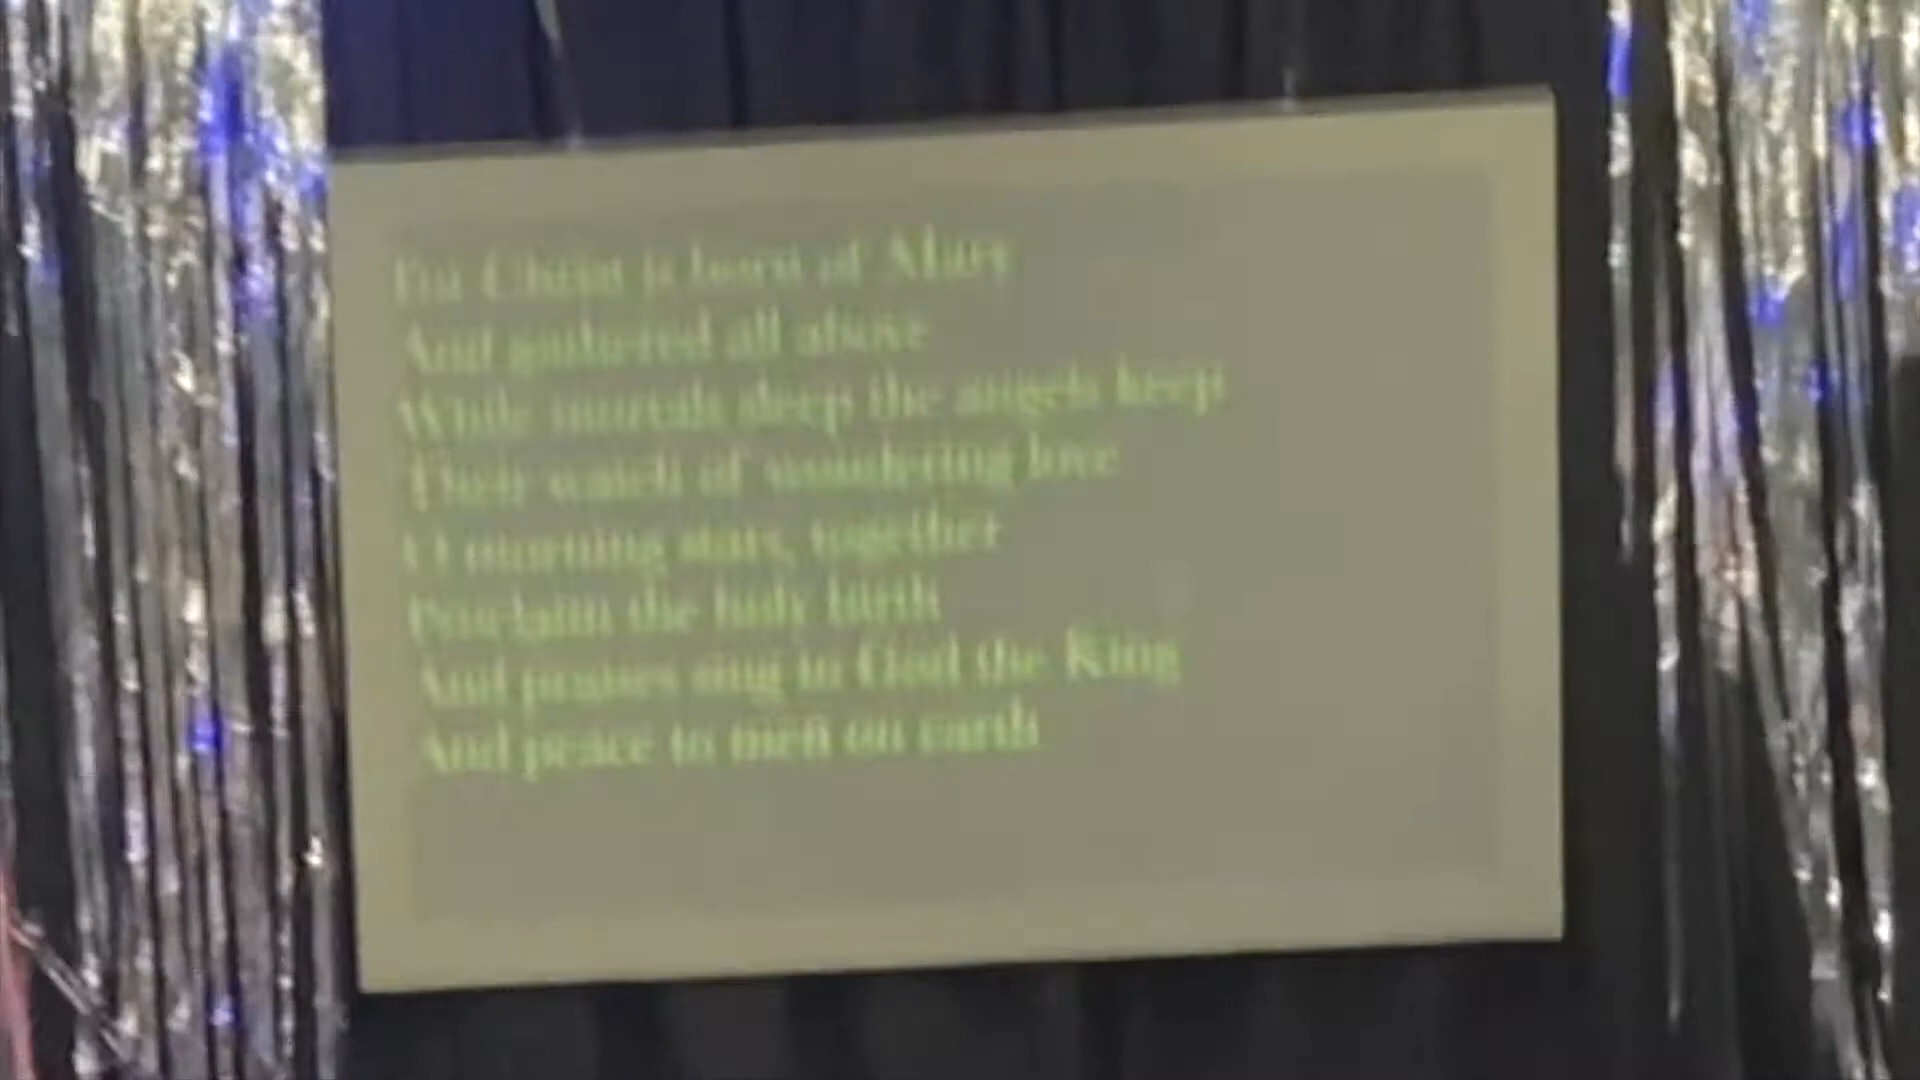 For Christ is born of Mary
And gathered all above
While mortals sleep the angels keep
Their watch of wondering love
O morning stars, together
Proclaim the holy birth
And praises sing to God the King
And peace to men on earth